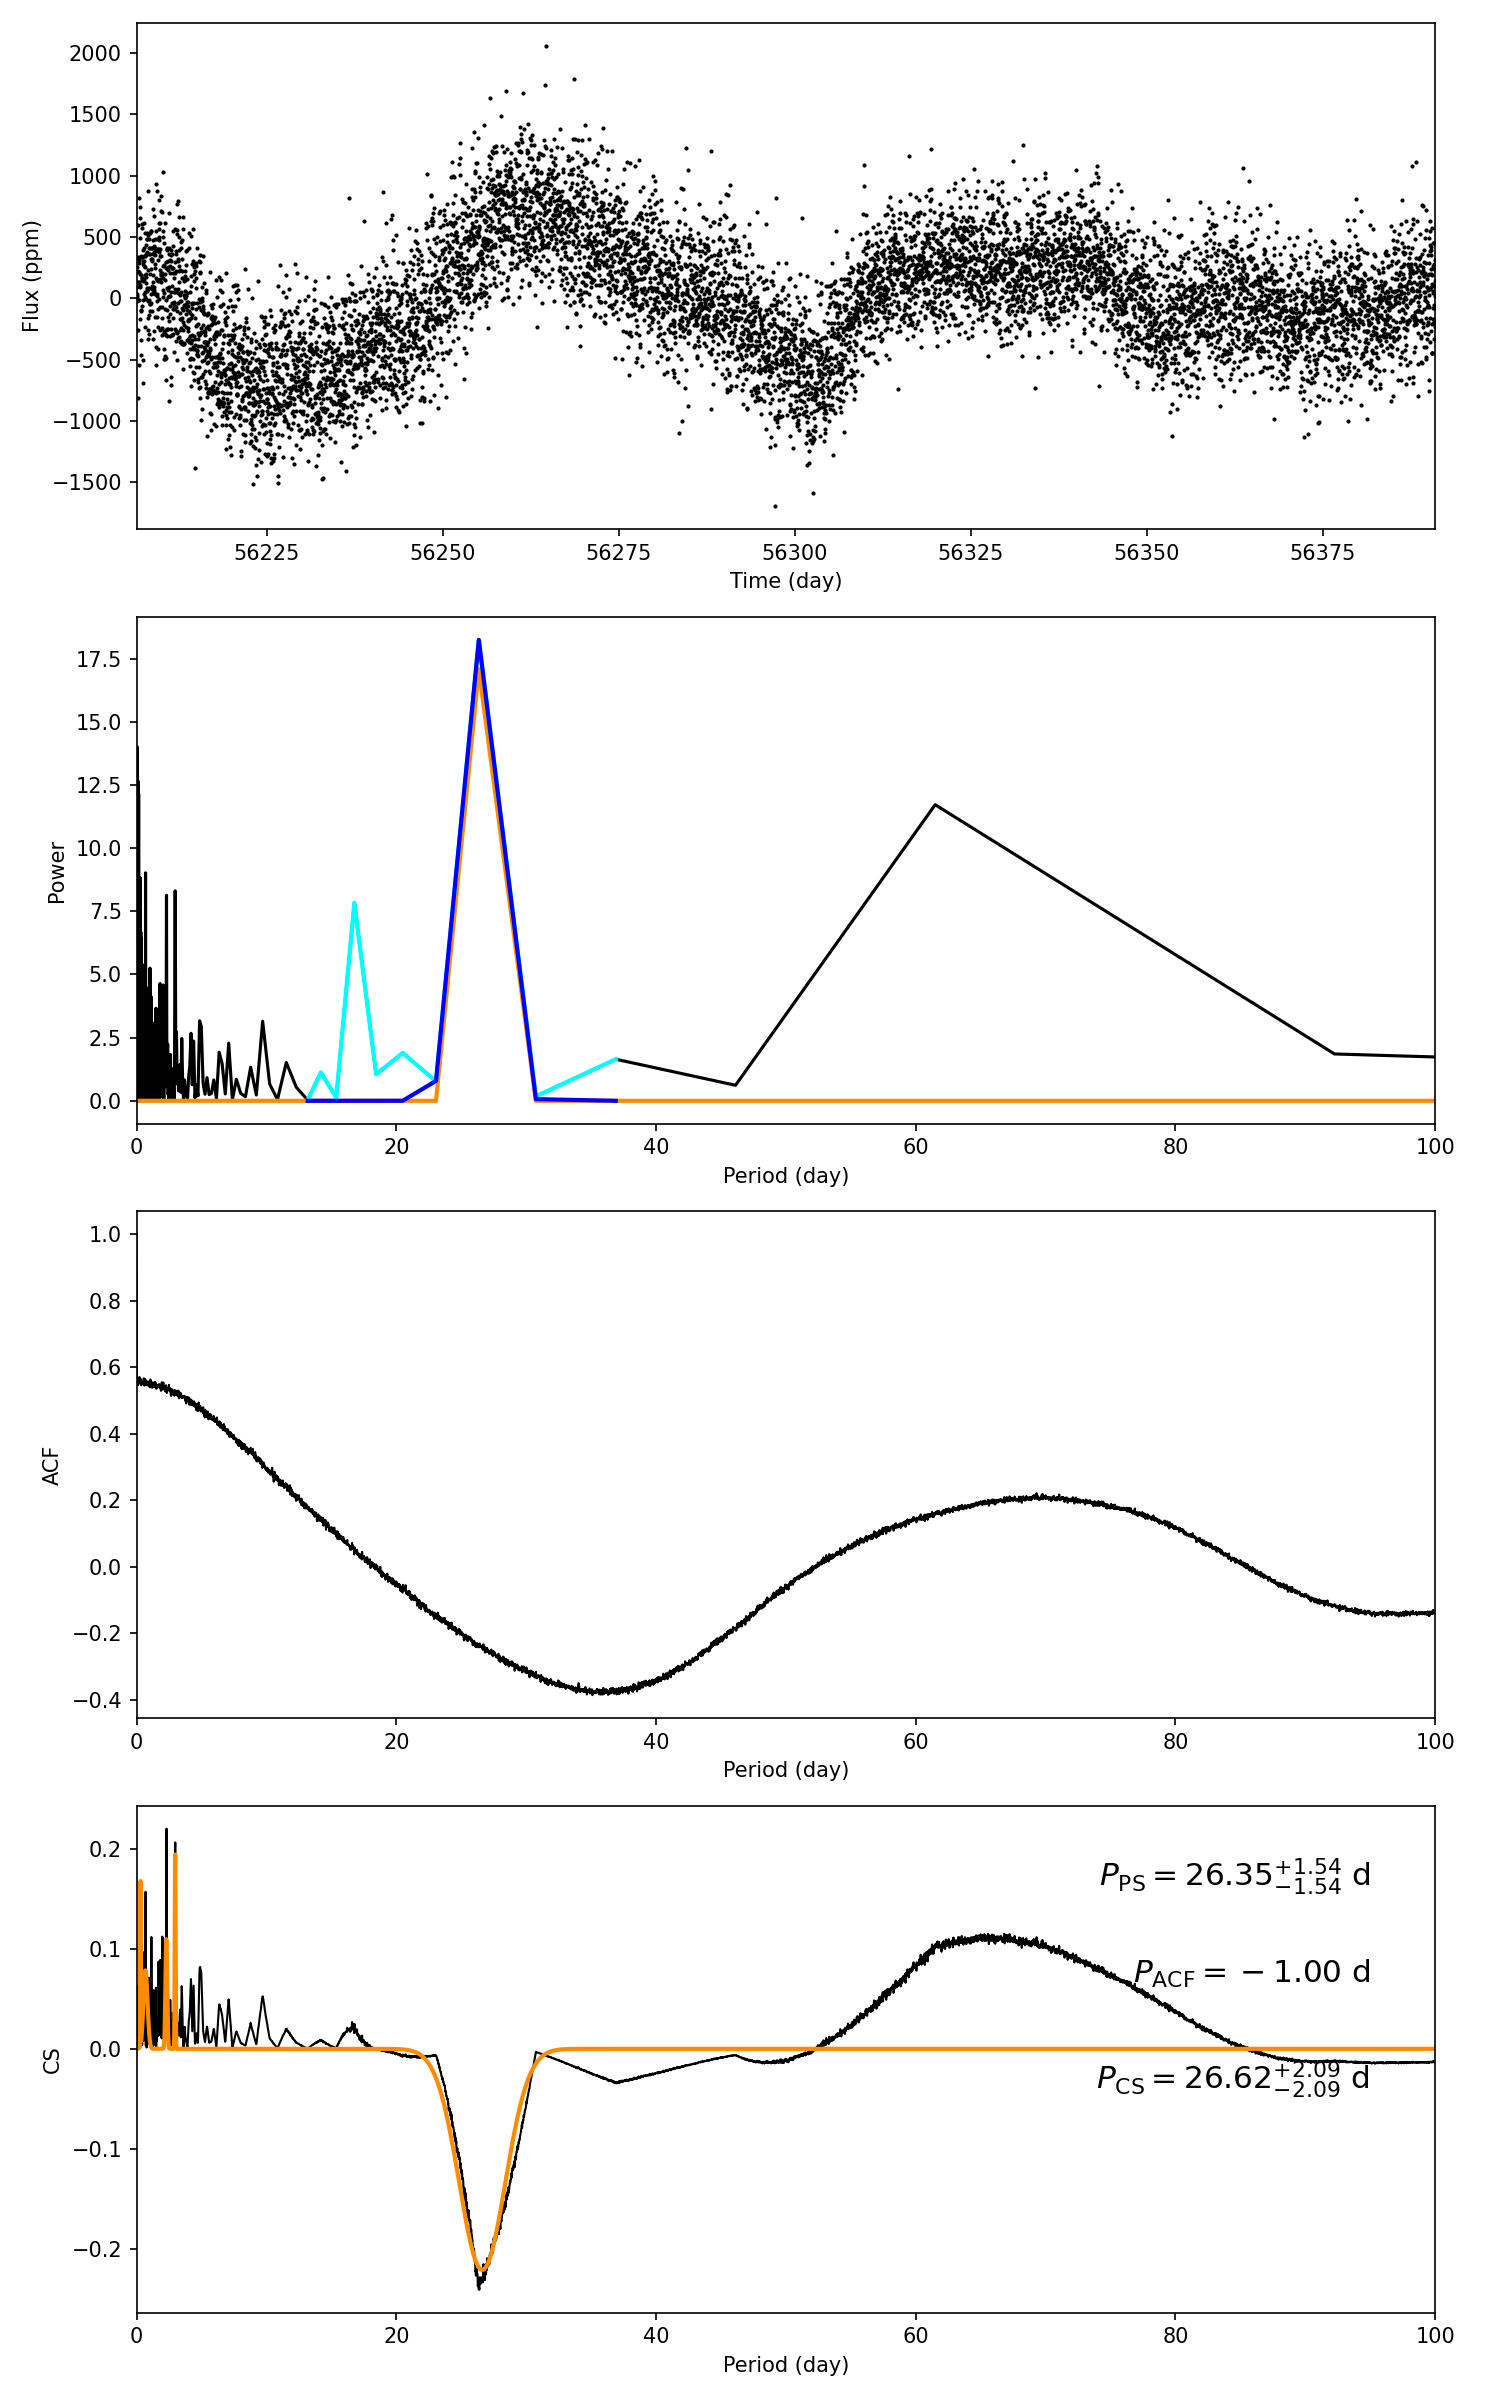 2000
1500
1000
500
0
−500
−1000
−1500
Flux (ppm)
56225 56250 56275 56300 56325 56350 56375
Time (day)
17.5
15.0
12.5
10.0
7.5
5.0
2.5
0.0
Power
0 20 40 60 80 100
Period (day)
1.0
0.8
0.6
0.4
0.2
0.0
−0.2
−0.4
ACF
0 20 40 60 80 100
Period (day)
0.2
0.1
0.0
−0.1
−0.2
CS
P_PS = 26.35 +1.54 −1.54 d
P_ACF = −1.00 d
P_CS = 26.62 +2.09 −2.09 d
0 20 40 60 80 100
Period (day)